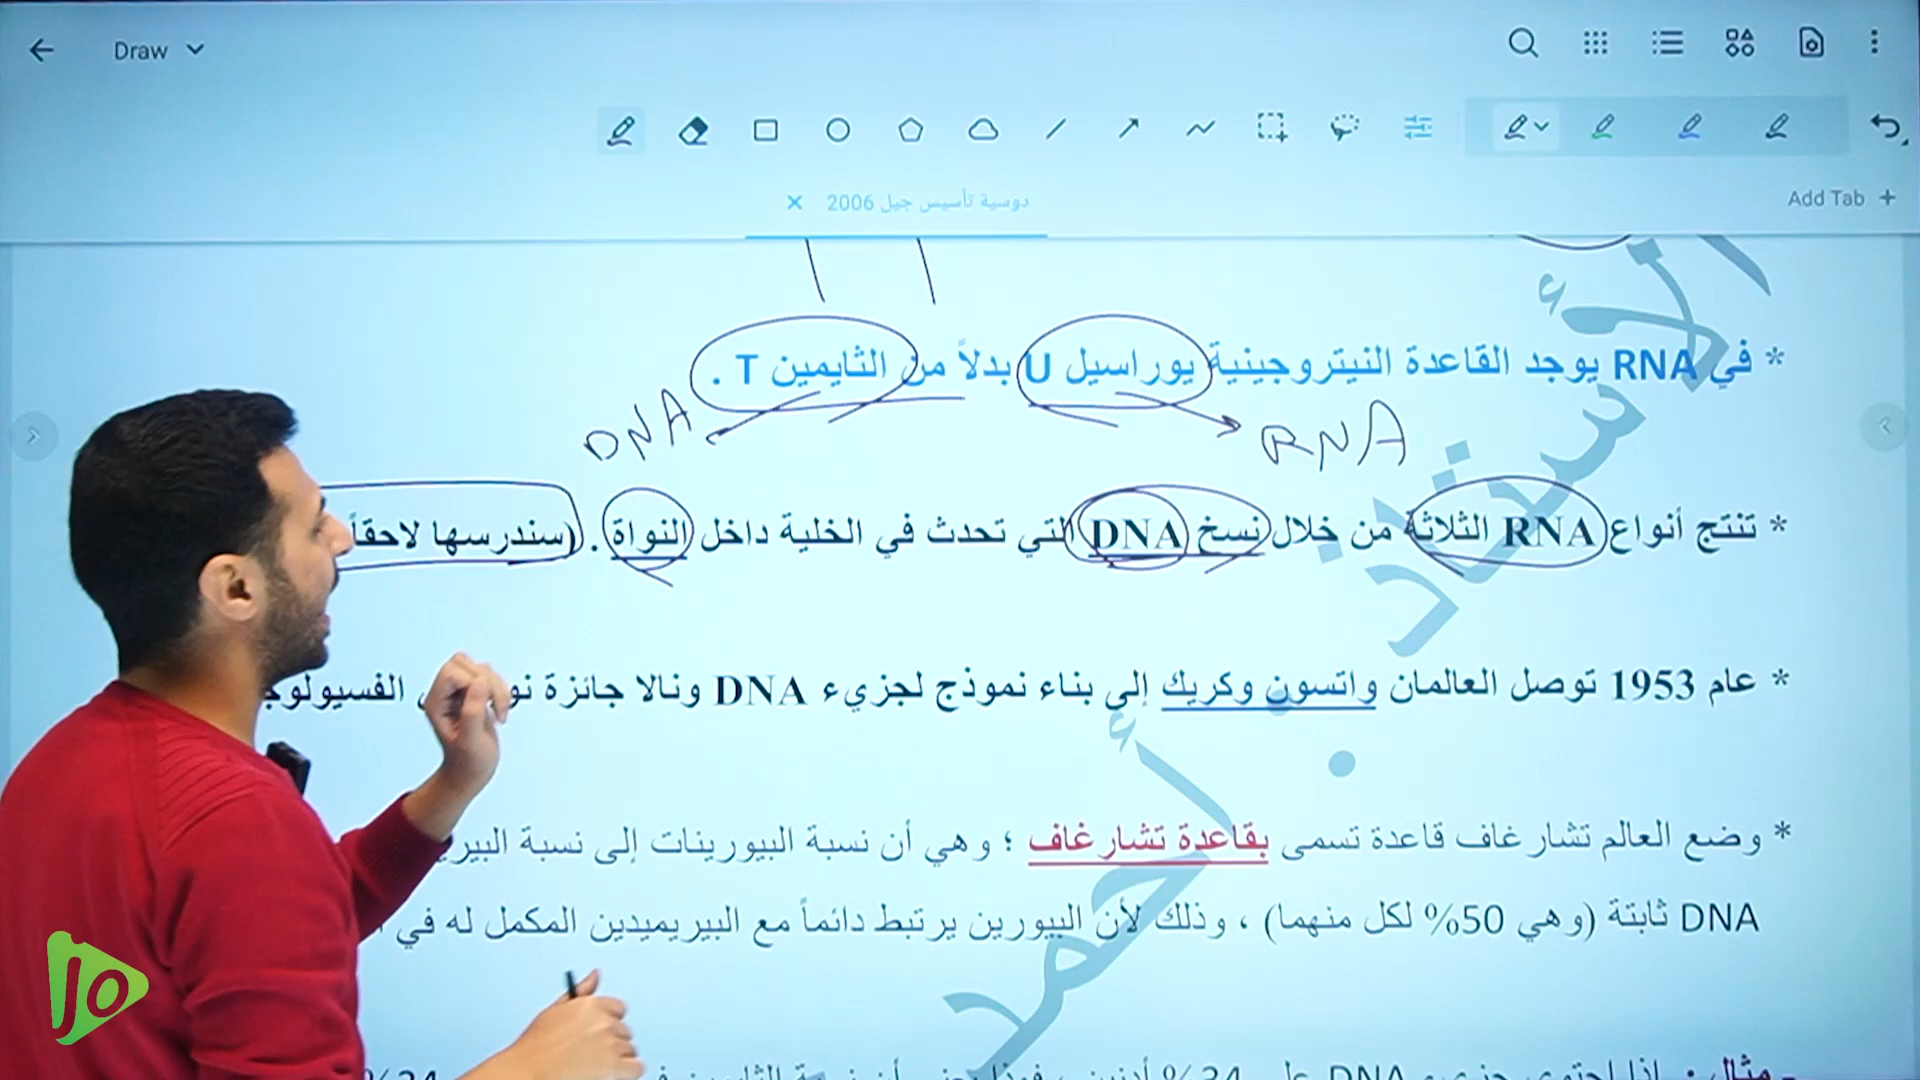 Draw
دوسية تأسيس جيل 2006
Add Tab +
* في RNA يوجد القاعدة النيتروجينية يوراسيل U بدلاً من الثايمين T .
DNA
RNA
* تنتج أنواع RNA الثلاثة من خلال نسخ DNA التي تحدث في الخلية داخل النواة . (سندرسها لاحقاً
* عام 1953 توصل العالمان واتسون وكريك إلى بناء نموذج لجزيء DNA ونالا جائزة
* وضع العالم تشارغاف قاعدة تسمى بقاعدة تشارغاف ؛ وهي أن نسبة البيورينات إلى نسبة
DNA ثابتة (وهي 50% لكل منهما) ، وذلك لأن البيورين يرتبط دائماً مع البيريميدين المكمل له في
الأستاذ . أحمد
JO